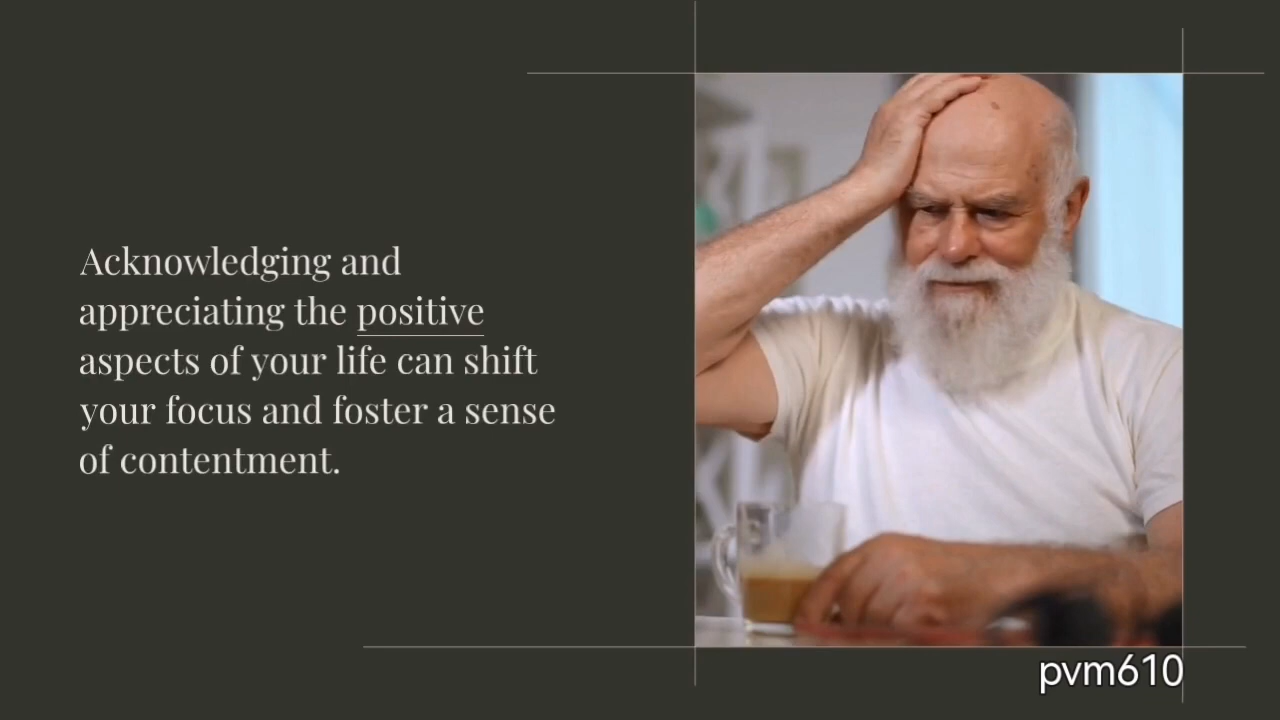 Acknowledging and
appreciating the positive
aspects of your life can shift
your focus and foster a sense
of contentment.
pvm610